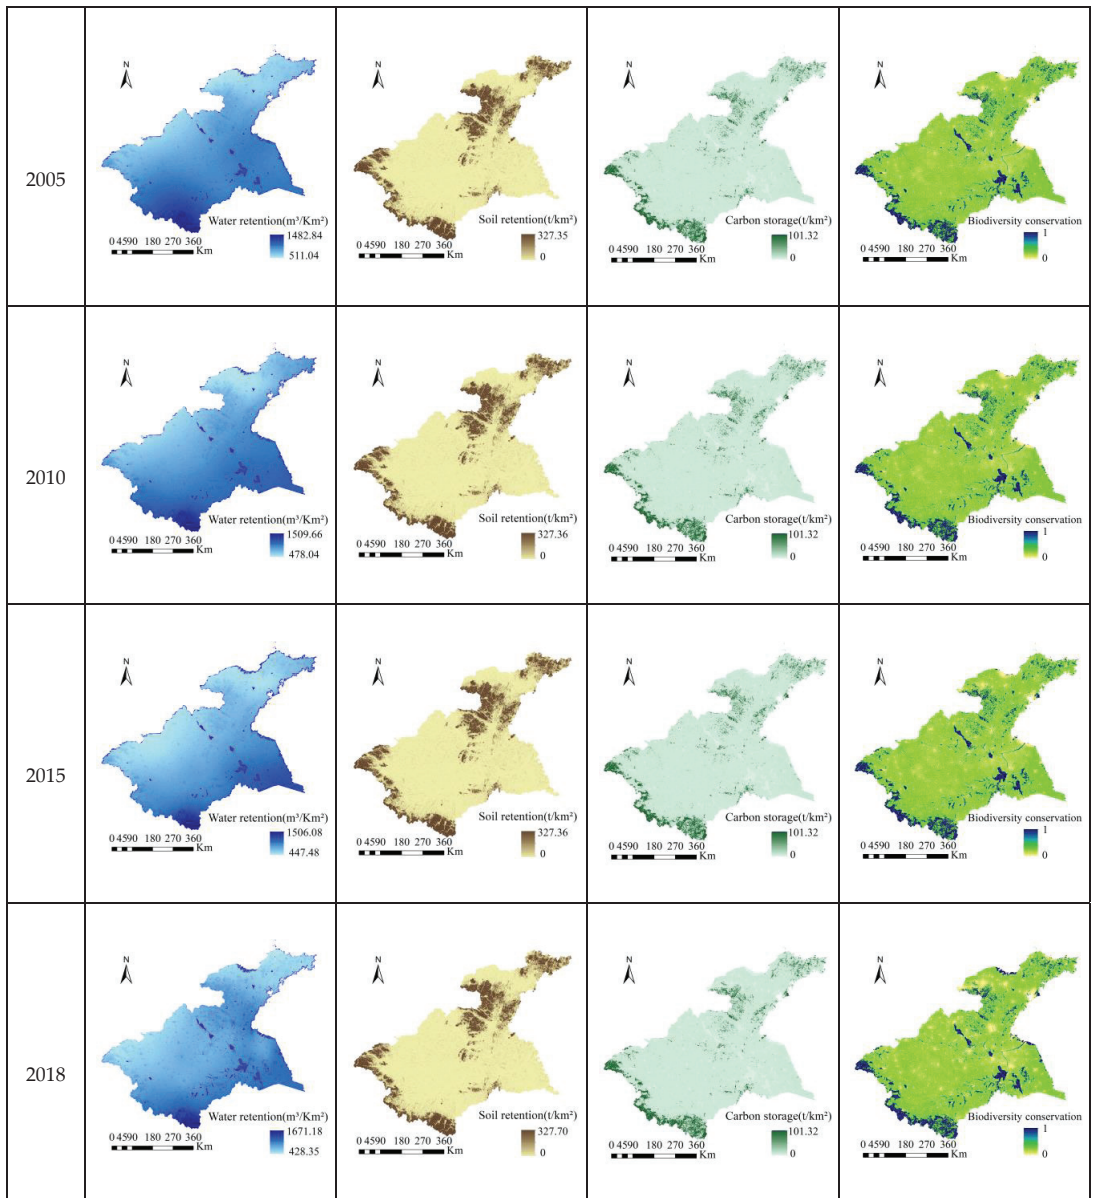 2005
N
Water retention(m³/Km²)
1482.84
511.04
0 4590 180 270 360
Km
N
Soil retention(t/km²)
327.35
0
0 4590 180 270 360
Km
N
Carbon storage(t/km²)
101.32
0
0 4590 180 270 360
Km
N
Biodiversity conservation
1
0
0 4590 180 270 360
Km
2010
N
Water retention(m³/Km²)
1509.66
478.04
0 4590 180 270 360
Km
N
Soil retention(t/km²)
327.36
0
0 4590 180 270 360
Km
N
Carbon storage(t/km²)
101.32
0
0 4590 180 270 360
Km
N
Biodiversity conservation
1
0
0 4590 180 270 360
Km
2015
N
Water retention(m³/Km²)
1506.08
447.48
0 4590 180 270 360
Km
N
Soil retention(t/km²)
327.36
0
0 4590 180 270 360
Km
N
Carbon storage(t/km²)
101.32
0
0 4590 180 270 360
Km
N
Biodiversity conservation
1
0
0 4590 180 270 360
Km
2018
N
Water retention(m³/Km²)
1671.18
428.35
0 4590 180 270 360
Km
N
Soil retention(t/km²)
327.70
0
0 4590 180 270 360
Km
N
Carbon storage(t/km²)
101.32
0
0 4590 180 270 360
Km
N
Biodiversity conservation
1
0
0 4590 180 270 360
Km